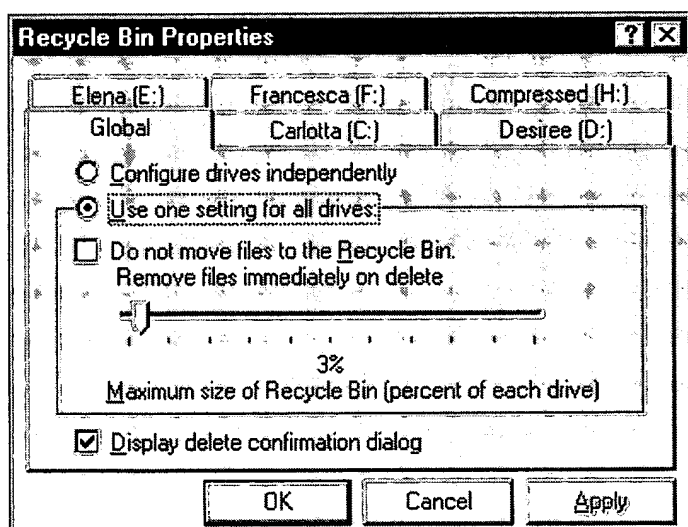 Recycle Bin Properties ? X
Elena (E:) Francesca (F:) Compressed (H:)
Global Carlotta (C:) Desiree (D:)
Configure drives independently
Use one setting for all drives:
Do not move files to the Recycle Bin.
Remove files immediately on delete
3%
Maximum size of Recycle Bin (percent of each drive)
Display delete confirmation dialog
OK Cancel Apply